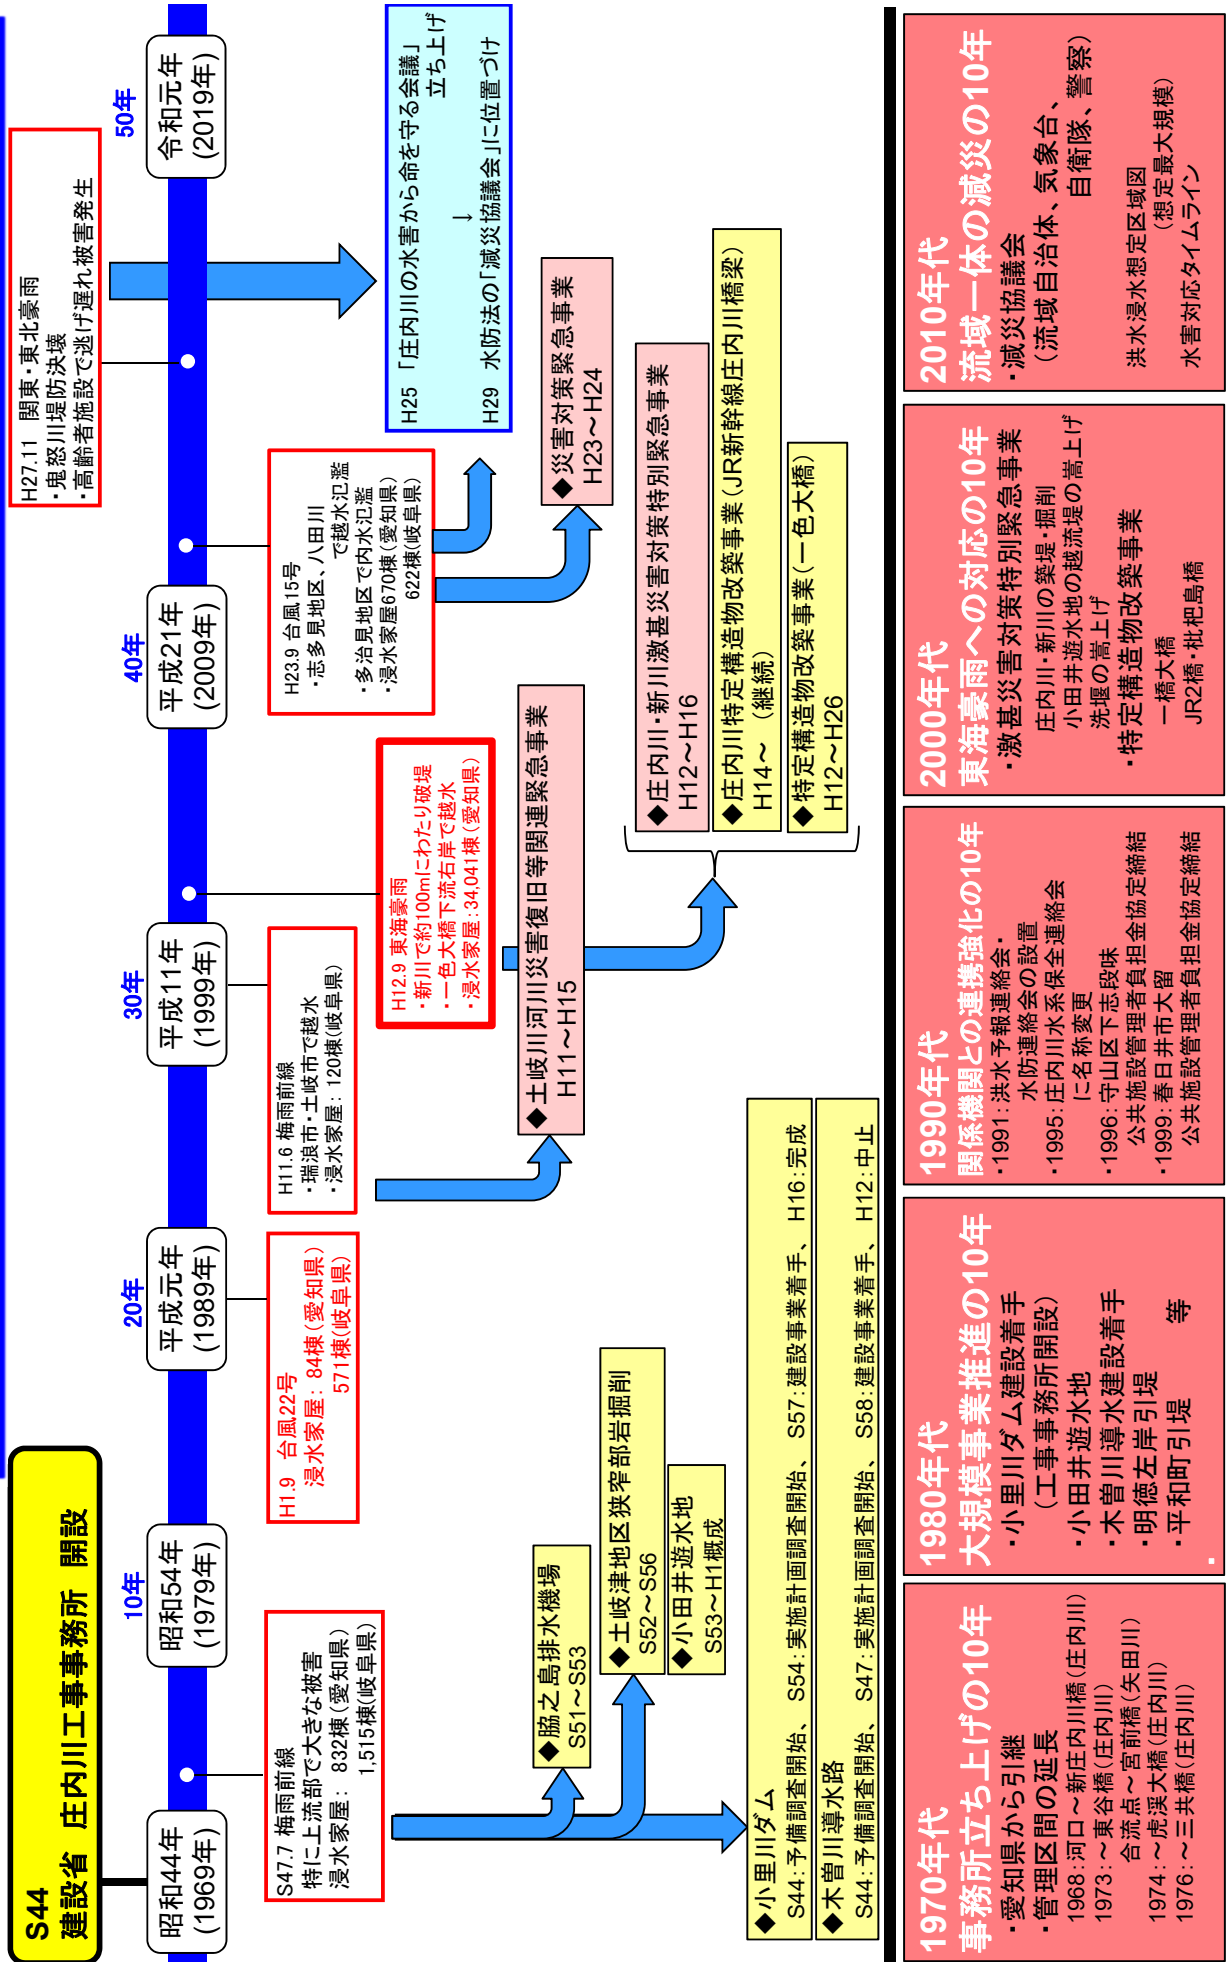 S44
建設省 庄内川工事事務所 開設
10年
20年
30年
40年
50年
昭和44年
(1969年)
昭和54年
(1979年)
平成元年
(1989年)
平成11年
(1999年)
平成21年
(2009年)
令和元年
(2019年)
H27.11 関東・東北豪雨
・鬼怒川堤防決壊
・高齢者施設で逃げ遅れ被害発生
S47.7 梅雨前線
特に上流部で大きな被害
浸水家屋： 832棟(愛知県)
1,515棟(岐阜県)
H1.9 台風22号
浸水家屋： 84棟(愛知県)
571棟(岐阜県)
H11.6 梅雨前線
・瑞浪市・土岐市で越水
・浸水家屋： 120棟(岐阜県)
H12.9 東海豪雨
・新川で約100mにわたり破堤
・一色大橋下流右岸で越水
・浸水家屋：34,041棟(愛知県)
H23.9 台風15号
・志多見地区、八田川
で越水氾濫
・多治見地区で内水氾濫
・浸水家屋670棟(愛知県)
622棟(岐阜県)
H25 「庄内川の水害から命を守る会議」
立ち上げ
↓
H29 水防法の「減災協議会」に位置づけ
◆脇之島排水機場
S51～S53
◆土岐津地区狭窄部岩掘削
S52～S56
◆小田井遊水地
S53～H1概成
◆小里川ダム
S44：予備調査開始、 S54：実施計画調査開始、 S57：建設事業着手、 H16：完成
◆木曽川導水路
S44：予備調査開始、 S47：実施計画調査開始、 S58：建設事業着手、 H12：中止
◆土岐川河川災害復旧等関連緊急事業
H11～H15
◆災害対策緊急事業
H23～H24
◆庄内川・新川激甚災害対策特別緊急事業
H12～H16
◆庄内川特定構造物改築事業(JR新幹線庄内川橋梁)
H14～ (継続)
◆特定構造物改築事業(一色大橋)
H12～H26
1970年代
事務所立ち上げの10年
・愛知県から引継
・管理区間の延長
1968：河口～新庄内川橋(庄内川)
1973：～東谷橋(庄内川)
合流点～宮前橋(矢田川)
1974：～虎渓大橋(庄内川)
1976：～三共橋(庄内川)
1980年代
大規模事業推進の10年
・小里川ダム建設着手
(工事事務所開設)
・小田井遊水地
・木曽川導水建設着手
・明徳左岸引堤
・平和町引堤 等
.
1990年代
関係機関との連携強化の10年
・1991：洪水予報連絡会・
水防連絡会の設置
・1995：庄内川水系保全連絡会
に名称変更
・1996：守山区下志段味
公共施設管理者負担金協定締結
・1999：春日井市大留
公共施設管理者負担金協定締結
2000年代
東海豪雨への対応の10年
・激甚災害対策特別緊急事業
庄内川・新川の築堤・掘削
小田井遊水地の越流堤の嵩上げ
洗堰の嵩上げ
・特定構造物改築事業
一橋大橋
JR2橋・枇杷島橋
2010年代
流域一体の減災の10年
・減災協議会
(流域自治体、気象台、
自衛隊、警察)
洪水浸水想定区域図
(想定最大規模)
水害対応タイムライン